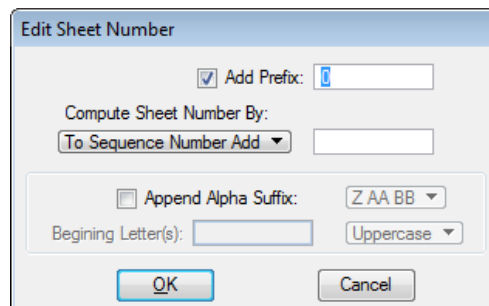 Edit Sheet Number
Add Prefix: 0
Compute Sheet Number By:
To Sequence Number Add
Append Alpha Suffix: Z AA BB
Begining Letter(s): Uppercase
OK Cancel